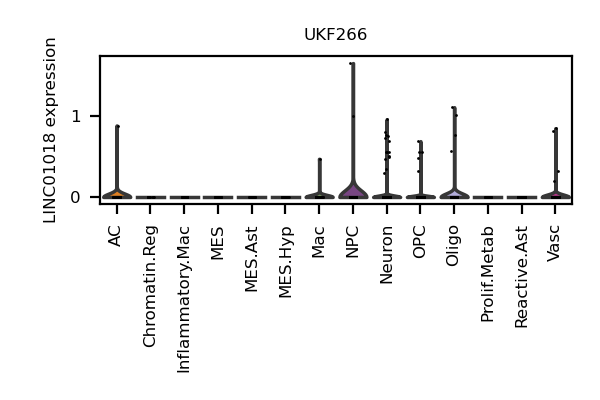 UKF266
LINC01018 expression
1
0
AC
Chromatin.Reg
Inflammatory.Mac
MES
MES.Ast
MES.Hyp
Mac
NPC
Neuron
OPC
Oligo
Prolif.Metab
Reactive.Ast
Vasc